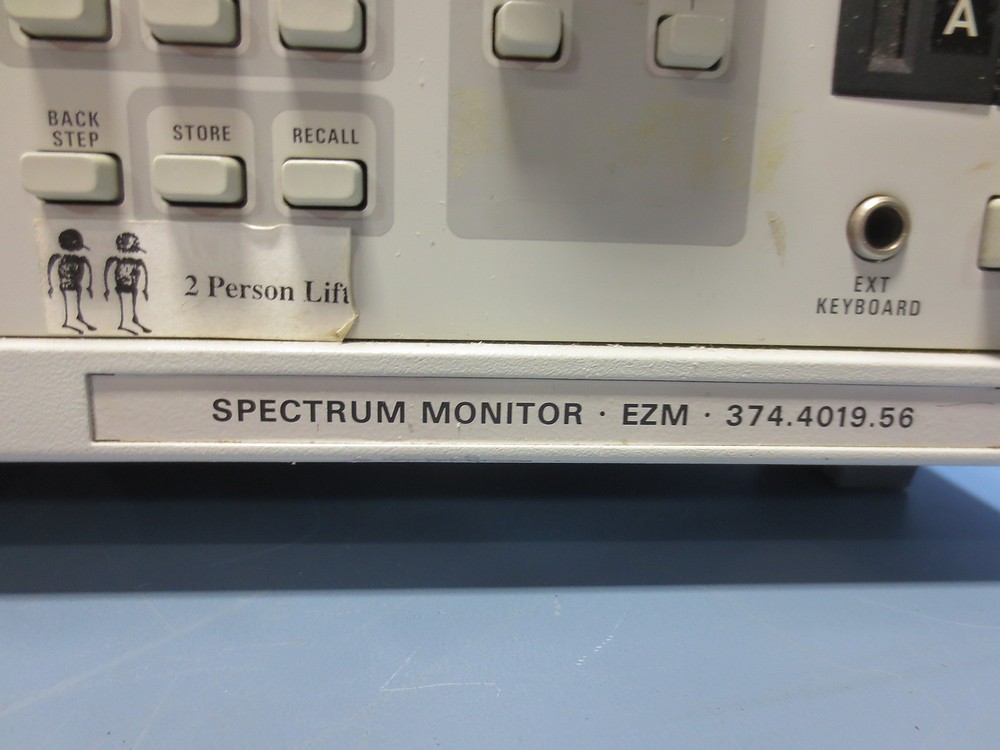 A
BACK
STEP
STORE
RECALL
2 Person Lift
EXT
KEYBOARD
SPECTRUM MONITOR · EZM · 374.4019.56